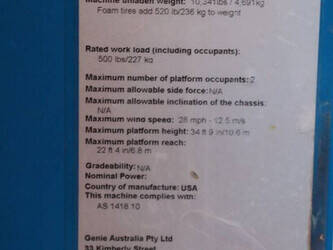 Machine unladen weight: 10,341lbs / 4,691kg
Foam tires add 520 lb/236 kg to weight
Rated work load (including occupants):
500 lbs/227 kg
Maximum number of platform occupants:2
Maximum allowable side force:N/A
Maximum allowable inclination of the chassis:
N/A
Maximum wind speed: 28 mph - 12.5 m/s
Maximum platform height: 34 ft 9 in/10.6 m
Maximum platform reach:
22 ft 4 in/6.8 m
Gradeability:N/A
Nominal Power:
Country of manufacture: USA
This machine complies with:
AS 1418 10
Genie Australia Pty Ltd
33 Kimberly Street